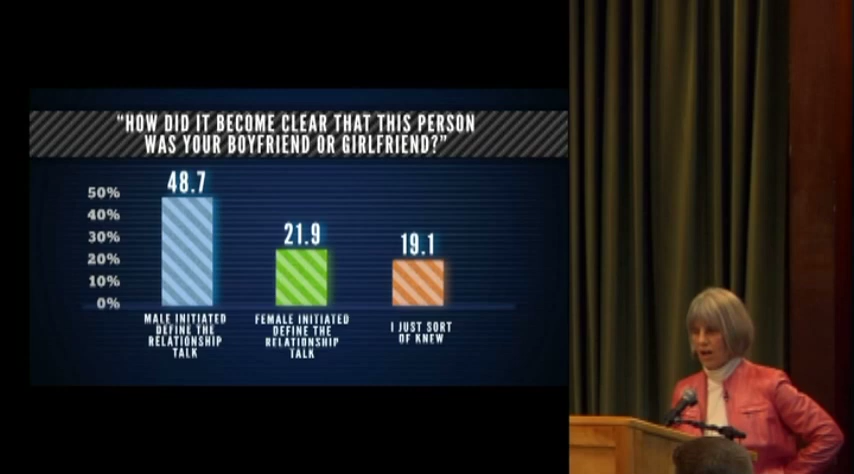 "HOW DID IT BECOME CLEAR THAT THIS PERSON
WAS YOUR BOYFRIEND OR GIRLFRIEND?"
50%
40%
30%
20%
10%
0%
48.7
21.9
19.1
MALE INITIATED
DEFINE THE
RELATIONSHIP
TALK
FEMALE INITIATED
DEFINE THE
RELATIONSHIP
TALK
I JUST SORT
OF KNEW